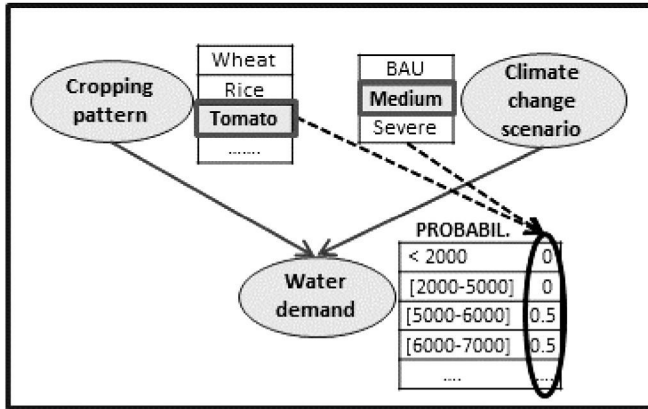 Cropping
pattern
Wheat
Rice
Tomato
.......
BAU
Medium
Severe
Climate
change
scenario
Water
demand
PROBABIL.
< 2000 0
[2000-5000] 0
[5000-6000] 0.5
[6000-7000] 0.5
.... ....